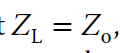 t Z_L = Z_o,